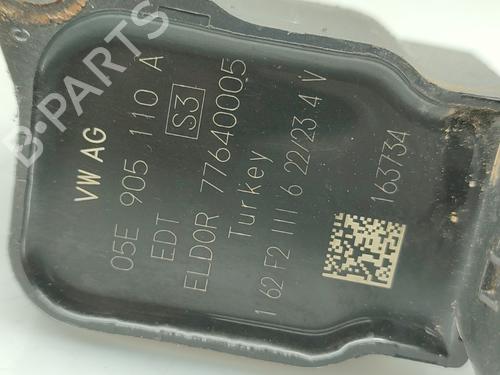 VW AG
05E 905 110 A
EDT S3
ELDOR 77640005
Turkey
1 62 F2 III 6 22/23 4 V
163734
B-PARTS